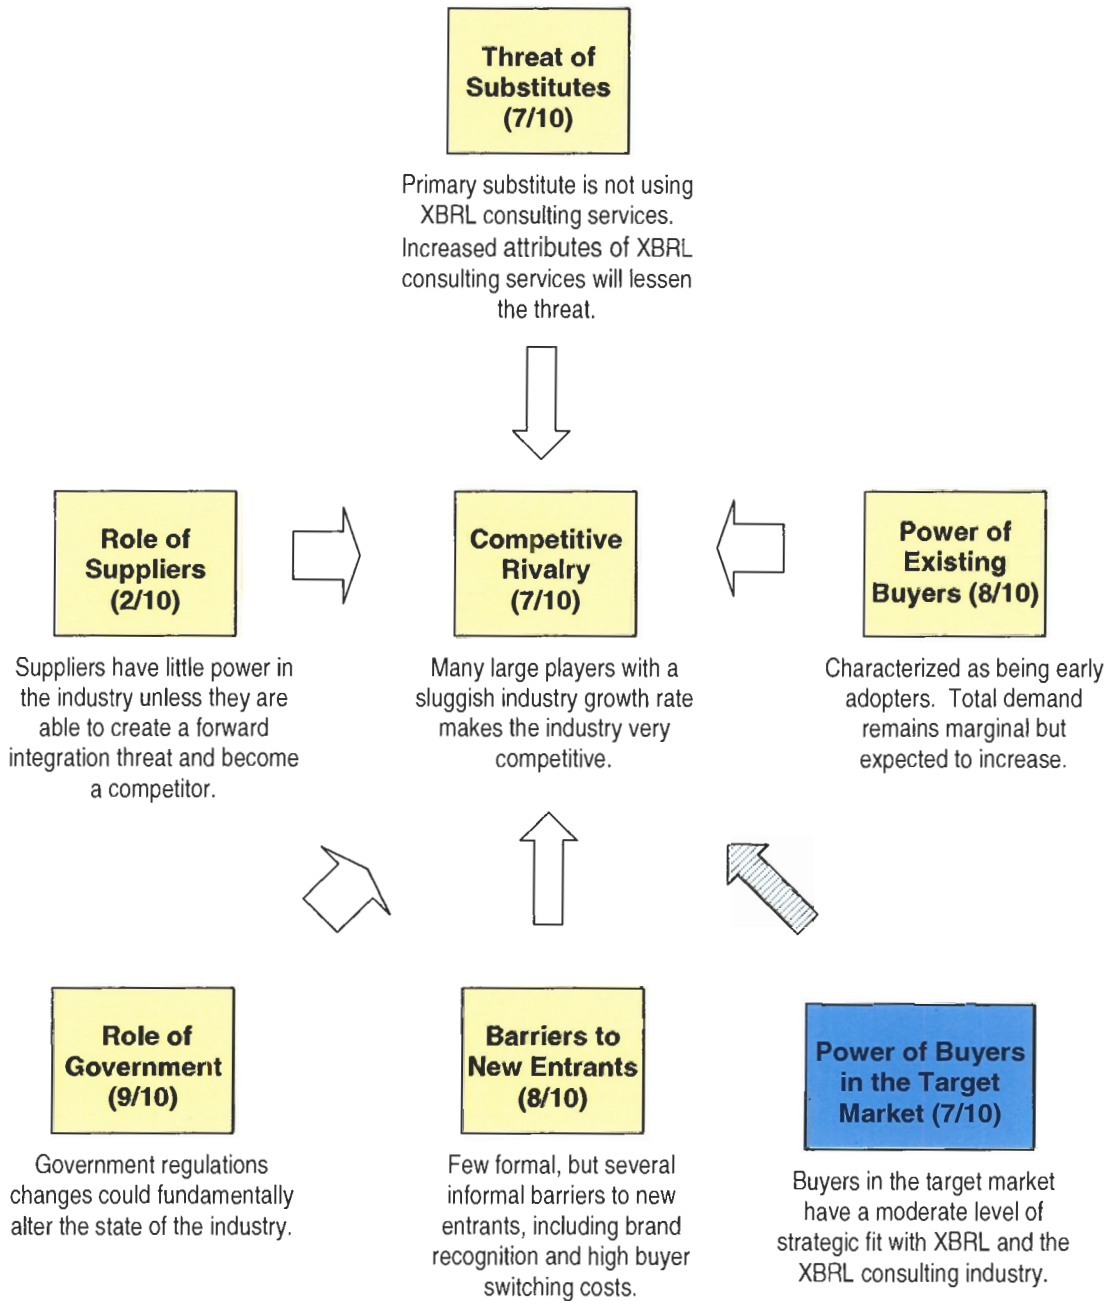 Threat of
Substitutes
(7/10)
Primary substitute is not using
XBRL consulting services.
Increased attributes of XBRL
consulting services will lessen
the threat.
Role of
Suppliers
(2/10)
Suppliers have little power in
the industry unless they are
able to create a forward
integration threat and become
a competitor.
Competitive
Rivalry
(7/10)
Many large players with a
sluggish industry growth rate
makes the industry very
competitive.
Power of
Existing
Buyers (8/10)
Characterized as being early
adopters. Total demand
remains marginal but
expected to increase.
Role of
Government
(9/10)
Government regulations
changes could fundamentally
alter the state of the industry.
Barriers to
New Entrants
(8/10)
Few formal, but several
informal barriers to new
entrants, including brand
recognition and high buyer
switching costs.
Power of Buyers
in the Target
Market (7/10)
Buyers in the target market
have a moderate level of
strategic fit with XBRL and the
XBRL consulting industry.